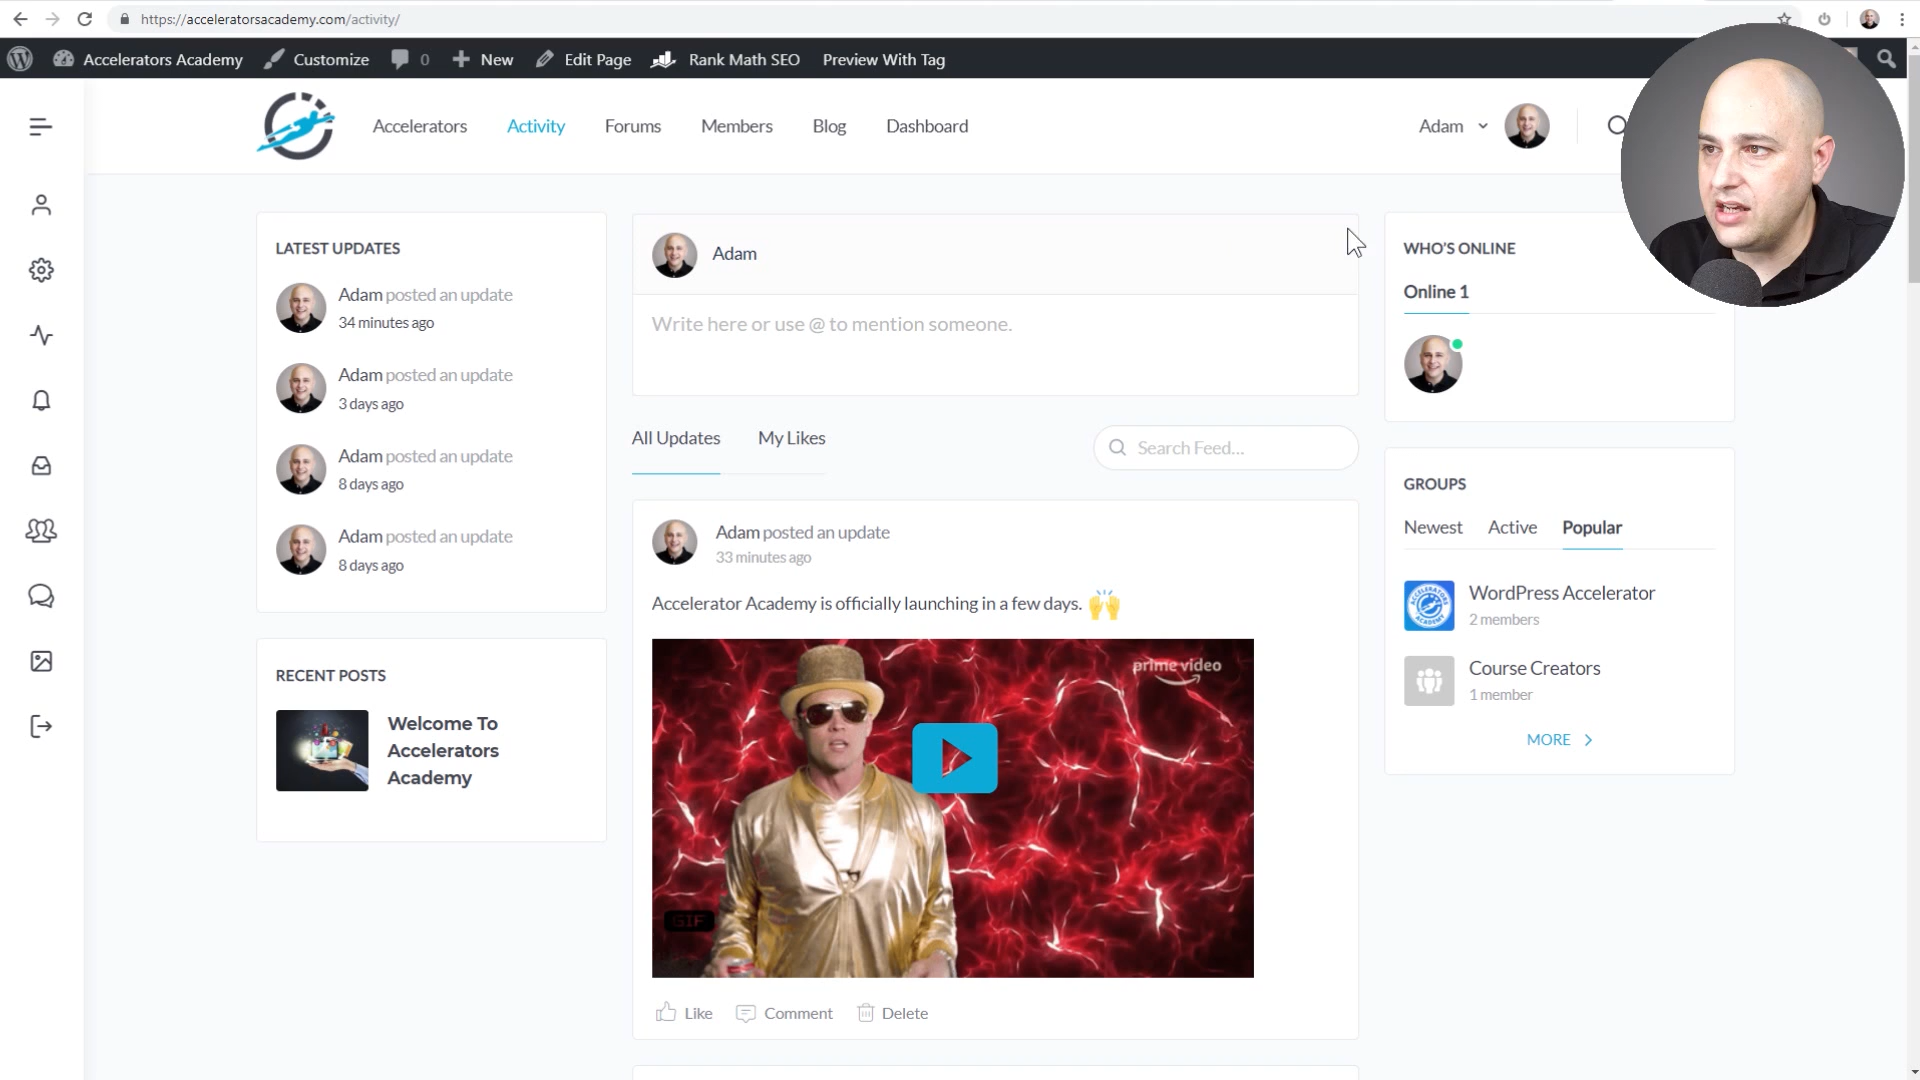 https://acceleratorsacademy.com/activity/
Accelerators Academy
Customize
0
New
Edit Page
Rank Math SEO
Preview With Tag
Accelerators
Activity
Forums
Members
Blog
Dashboard
Adam
LATEST UPDATES
Adam posted an update
34 minutes ago
Adam posted an update
3 days ago
Adam posted an update
8 days ago
Adam posted an update
8 days ago
RECENT POSTS
Welcome To
Accelerators
Academy
Adam
Write here or use @ to mention someone.
All Updates
My Likes
Search Feed...
Adam posted an update
33 minutes ago
Accelerator Academy is officially launching in a few days. 🙌
prime video
GIF
Like
Comment
Delete
WHO'S ONLINE
Online 1
GROUPS
Newest
Active
Popular
WordPress Accelerator
2 members
Course Creators
1 member
MORE